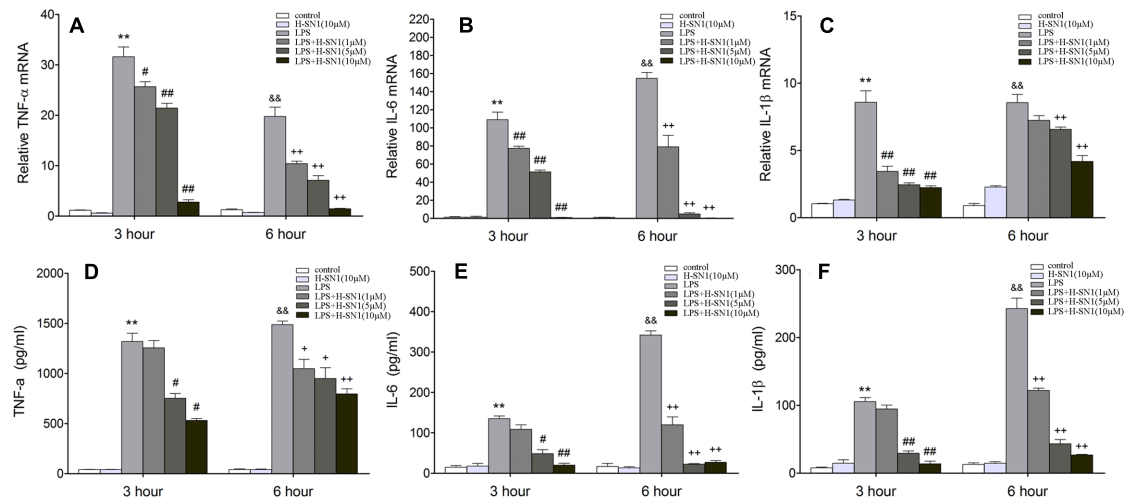 A
control
H-SN1(10μM)
LPS
LPS+H-SN1(1μM)
LPS+H-SN1(5μM)
LPS+H-SN1(10μM)
Relative TNF-α mRNA
40
30
20
10
0
**
#
##
##
&&
++
++
++
3 hour
6 hour
B
control
H-SN1(10μM)
LPS
LPS+H-SN1(1μM)
LPS+H-SN1(5μM)
LPS+H-SN1(10μM)
Relative IL-6 mRNA
220
200
180
160
140
120
100
80
60
40
20
0
**
##
##
##
&&
++
++
++
3 hour
6 hour
C
control
H-SN1(10μM)
LPS
LPS+H-SN1(1μM)
LPS+H-SN1(5μM)
LPS+H-SN1(10μM)
Relative IL-1β mRNA
15
10
5
0
**
##
##
##
&&
++
++
3 hour
6 hour
D
control
H-SN1(10μM)
LPS
LPS+H-SN1(1μM)
LPS+H-SN1(5μM)
LPS+H-SN1(10μM)
TNF-a (pg/ml)
2000
1500
1000
500
0
**
#
#
&&
+
+
++
3 hour
6 hour
E
control
H-SN1(10μM)
LPS
LPS+H-SN1(1μM)
LPS+H-SN1(5μM)
LPS+H-SN1(10μM)
IL-6 (pg/ml)
500
400
300
200
100
0
**
#
##
&&
++
++
++
3 hour
6 hour
F
control
H-SN1(10μM)
LPS
LPS+H-SN1(1μM)
LPS+H-SN1(5μM)
LPS+H-SN1(10μM)
IL-1β (pg/ml)
300
200
100
0
**
##
##
&&
++
++
++
3 hour
6 hour